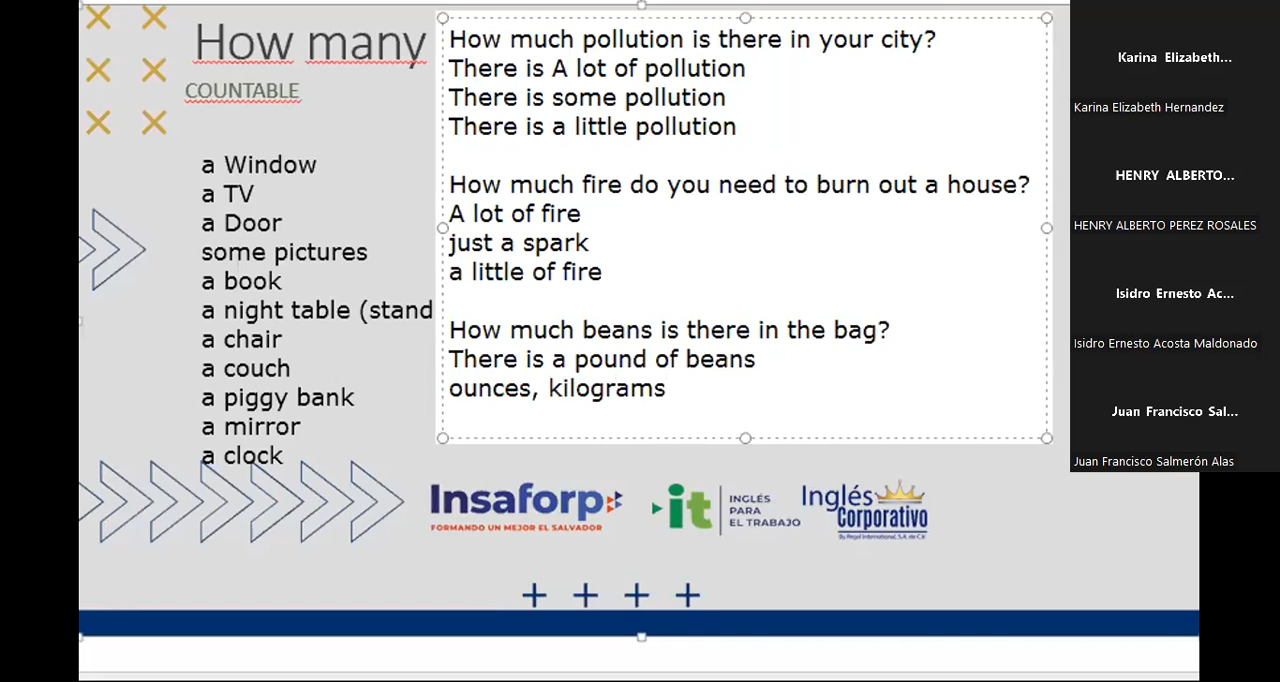 How many
COUNTABLE
a Window
a TV
a Door
some pictures
a book
a night table (stand
a chair
a couch
a piggy bank
a mirror
a clock
How much pollution is there in your city?
There is A lot of pollution
There is some pollution
There is a little pollution
How much fire do you need to burn out a house?
A lot of fire
just a spark
a little of fire
How much beans is there in the bag?
There is a pound of beans
ounces, kilograms
Insaforp
FORMANDO UN MEJOR EL SALVADOR
it
INGLÉS
PARA
EL TRABAJO
Inglés
Corporativo
By Regal International, S.A. de C.V.
Karina Elizabeth...
Karina Elizabeth Hernandez
HENRY ALBERTO...
HENRY ALBERTO PEREZ ROSALES
Isidro Ernesto Ac...
Isidro Ernesto Acosta Maldonado
Juan Francisco Sal...
Juan Francisco Salmerón Alas